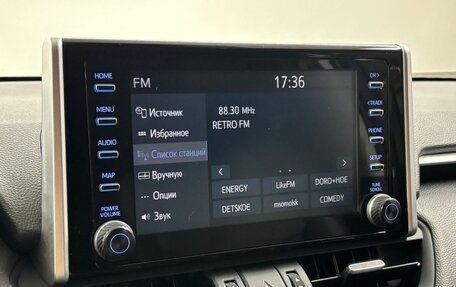 HOME
MENU
AUDIO
MAP
POWER
VOLUME
FM
17:36
Источник
Избранное
Список станций
Вручную
Опции
Звук
88.30 MHz
RETRO FM
ENERGY
LikeFM
DORO+HOE
DETSKOE
msomolsk
COMEDY
CH >
< TRACK
PHONE
SETUP
TUNE
SCROLL